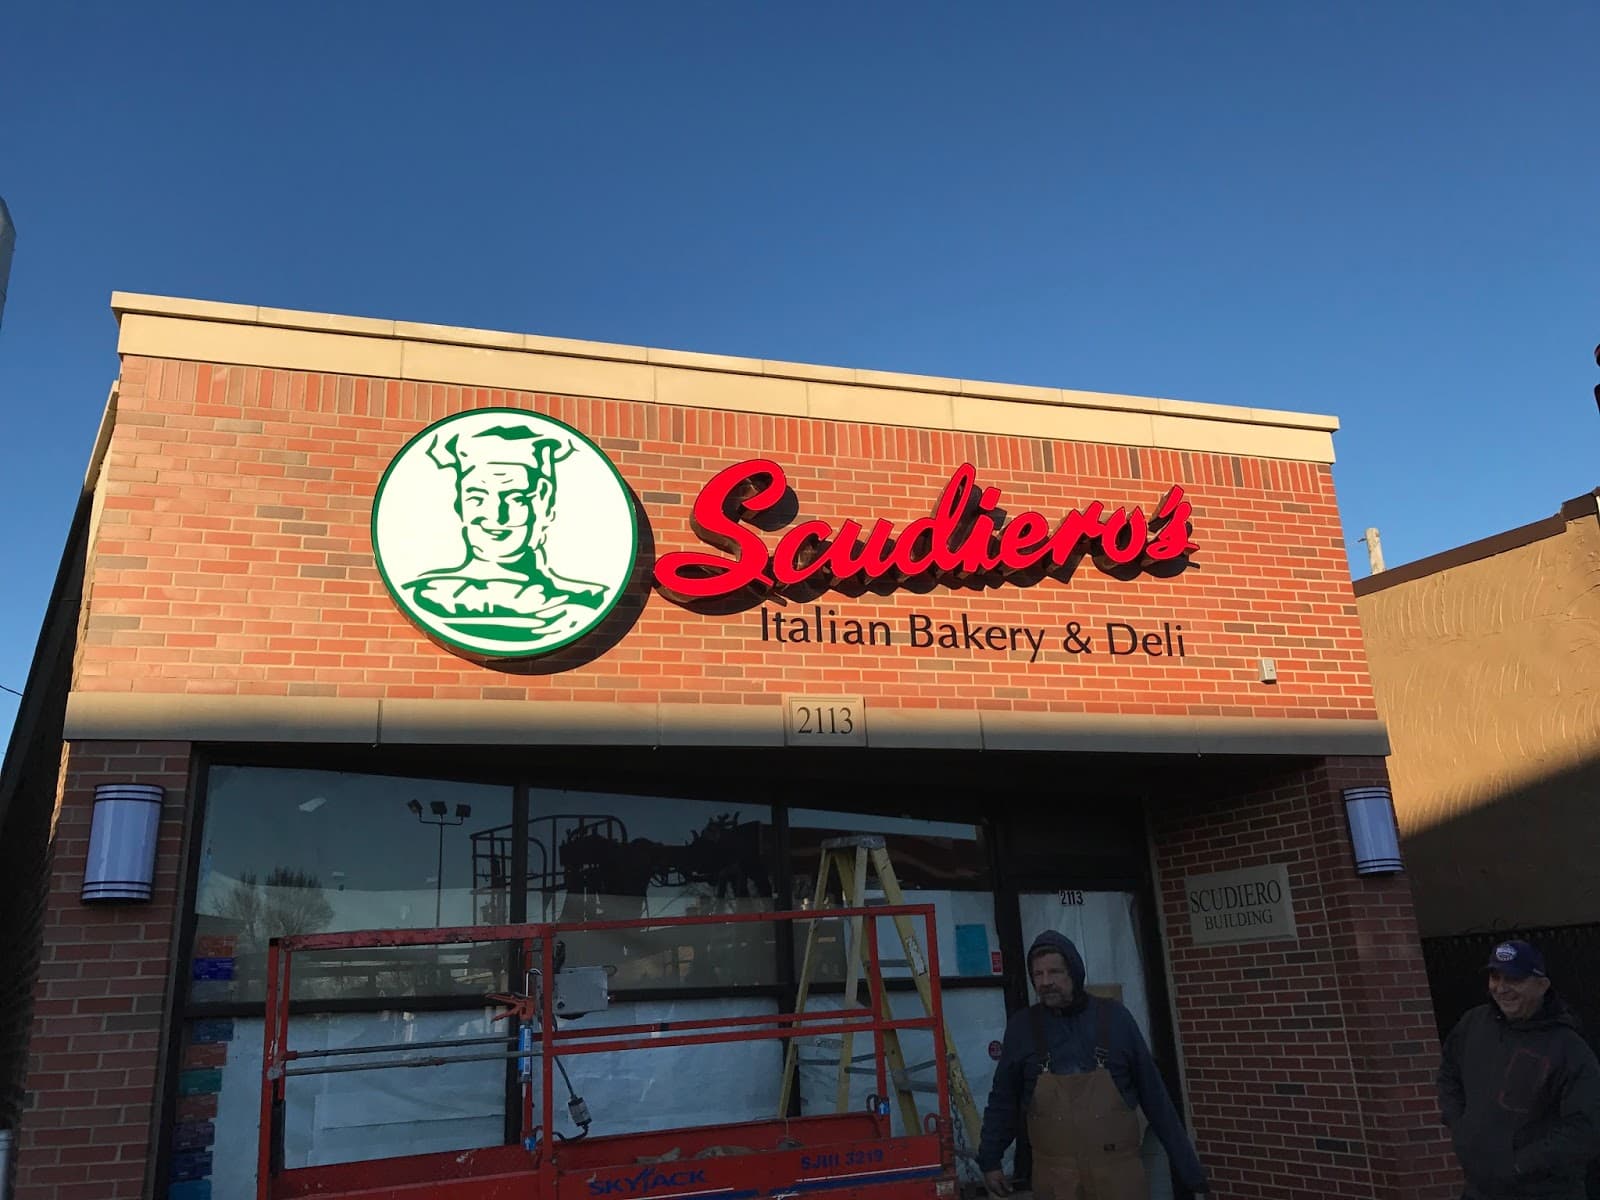 Scudiero's
Italian Bakery & Deli
2113
2113
SCUDIERO
BUILDING
SKYJACK
SJIII 3219